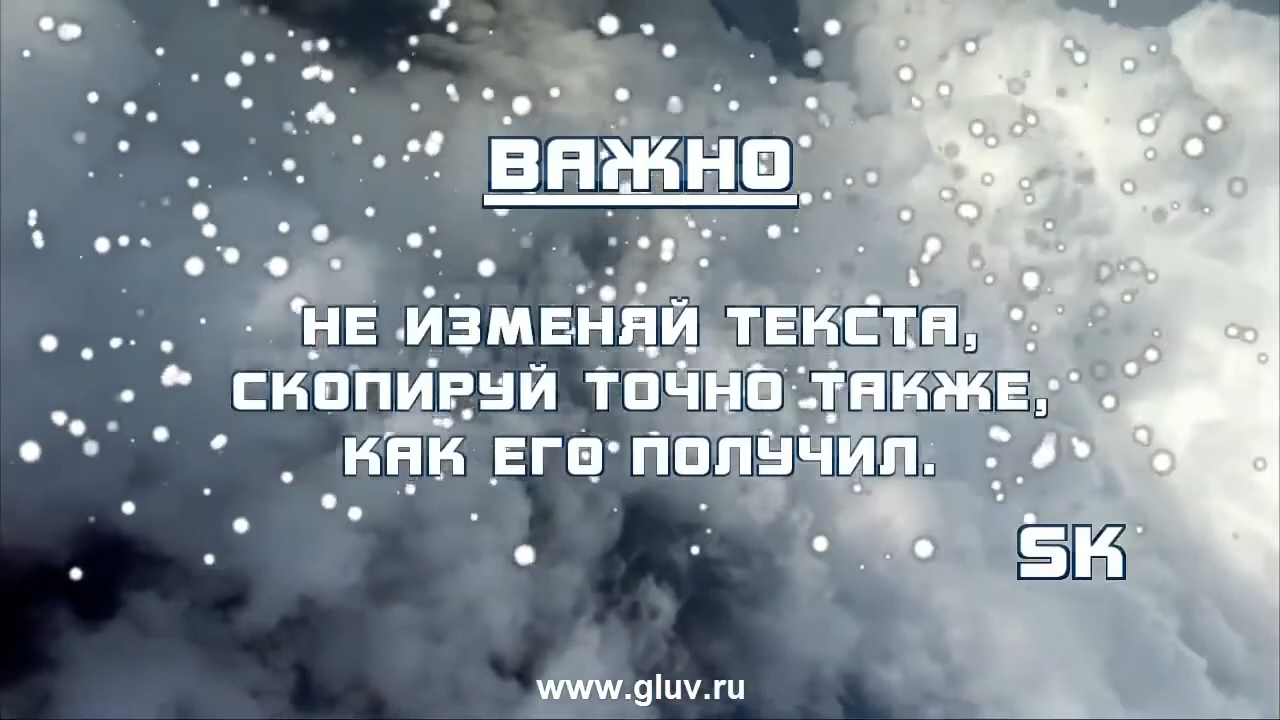 ВАЖНО
НЕ ИЗМЕНЯЙ ТЕКСТА,
СКОПИРУЙ ТОЧНО ТАКЖЕ,
КАК ЕГО ПОЛУЧИЛ.
SK
www.gluv.ru